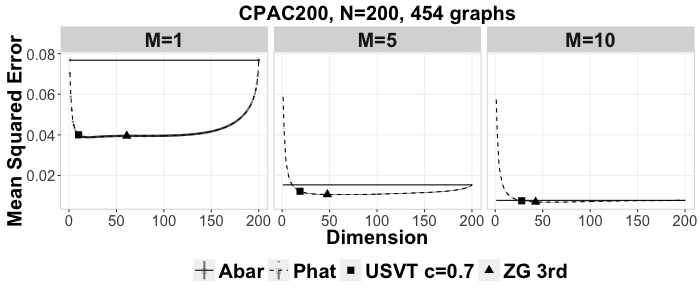 CPAC200, N=200, 454 graphs
M=1 M=5 M=10
Mean Squared Error
0.08
0.06
0.04
0.02
0 50 100 150 200 0 50 100 150 200 0 50 100 150 200
Dimension
Abar Phat USVT c=0.7 ZG 3rd